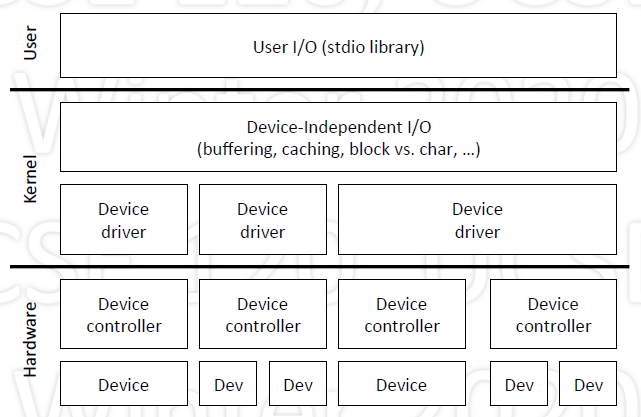 User
User I/O (stdio library)
Kernel
Device-Independent I/O
(buffering, caching, block vs. char, …)
Device
driver
Device
driver
Device
driver
Hardware
Device
controller
Device
controller
Device
controller
Device
controller
Device
Dev
Dev
Device
Dev
Dev